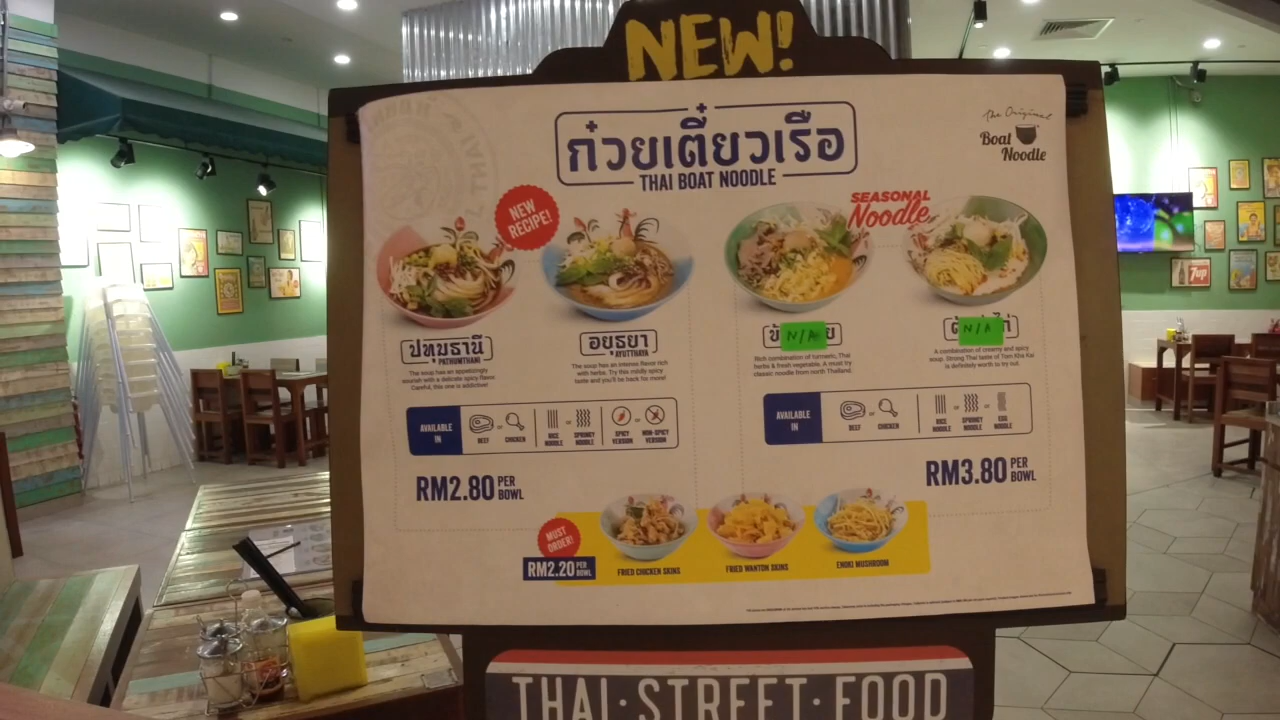 NEW!
ก๋วยเตี๋ยวเรือ
THAI BOAT NOODLE
The Original
Boat
Noodle
NEW
RECIPE!
SEASONAL
Noodle
ปทุมธานี
PATHUMTHANI
The soup has an appetizingly
sourish with a delicate spicy flavor.
Careful, this one is addictive!
อยุธยา
AYUTTHAYA
The soup has an intense flavor rich
with herbs. Try this mildly spicy
taste and you'll be back for more!
N/A
Rich combination of turmeric, Thai
herbs & fresh vegetable. A must try
classic noodle from north Thailand.
N/A
A combination of creamy and spicy
soup. Strong Thai taste of Tom Kha Kai
is definitely worth to try.
AVAILABLE
IN
BEEF
or
CHICKEN
RICE
NOODLE
or
SPRINGY
NOODLE
SPICY
VERSION
or
NON-SPICY
VERSION
AVAILABLE
IN
BEEF
or
CHICKEN
RICE
NOODLE
or
SPRINGY
NOODLE
or
EGG
NOODLE
RM2.80 PER
BOWL
RM3.80 PER
BOWL
MUST
ORDER!
RM2.20 PER
BOWL
FRIED CHICKEN SKINS
FRIED WANTON SKINS
ENOKI MUSHROOM
THAI·STREET·FOOD
7up